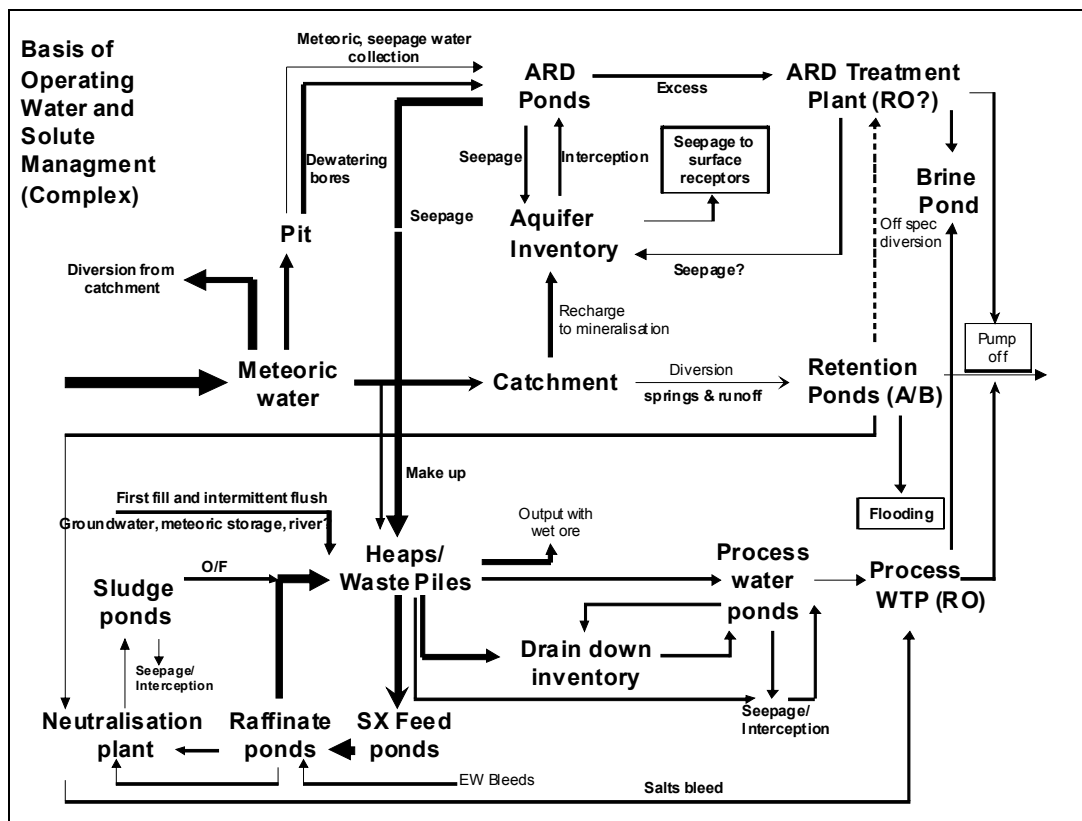 Basis of
Operating
Water and
Solute
Managment
(Complex)
Meteoric, seepage water
collection
ARD
Ponds
Excess
ARD Treatment
Plant (RO?)
Dewatering
bores
Seepage
Interception
Seepage to
surface
receptors
Brine
Pond
Seepage
Pit
Aquifer
Inventory
Off spec
diversion
Diversion from
catchment
Seepage?
Recharge
to mineralisation
Pump
off
Meteoric
water
Catchment
Diversion
springs & runoff
Retention
Ponds (A/B)
Make up
First fill and intermittent flush
Groundwater, meteoric storage, river?
Output with
wet ore
Flooding
Heaps/
Waste Piles
Process
water
ponds
Process
WTP (RO)
O/F
Sludge
ponds
Drain down
inventory
Seepage/
Interception
Seepage/
Interception
Neutralisation
plant
Raffinate
ponds
SX Feed
ponds
EW Bleeds
Salts bleed